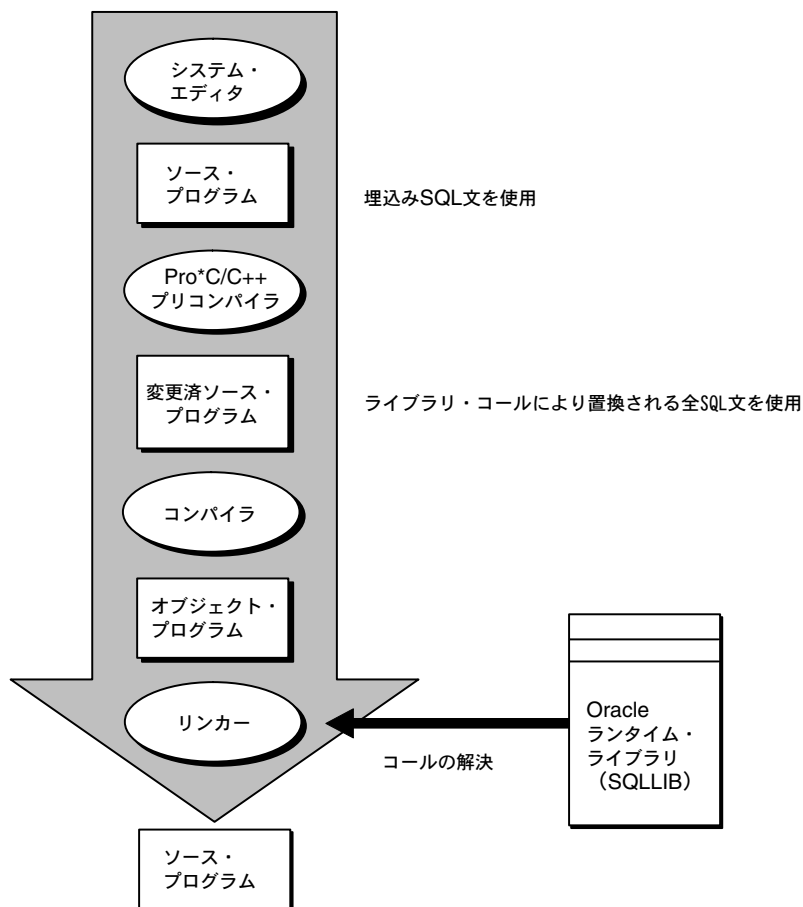 システム・
エディタ
ソース・
プログラム
埋込みSQL文を使用
Pro*C/C++
プリコンパイラ
変更済ソース・
プログラム
ライブラリ・コールにより置換される全SQL文を使用
コンパイラ
オブジェクト・
プログラム
リンカー
コールの解決
Oracle
ランタイム・
ライブラリ
（SQLLIB）
ソース・
プログラム